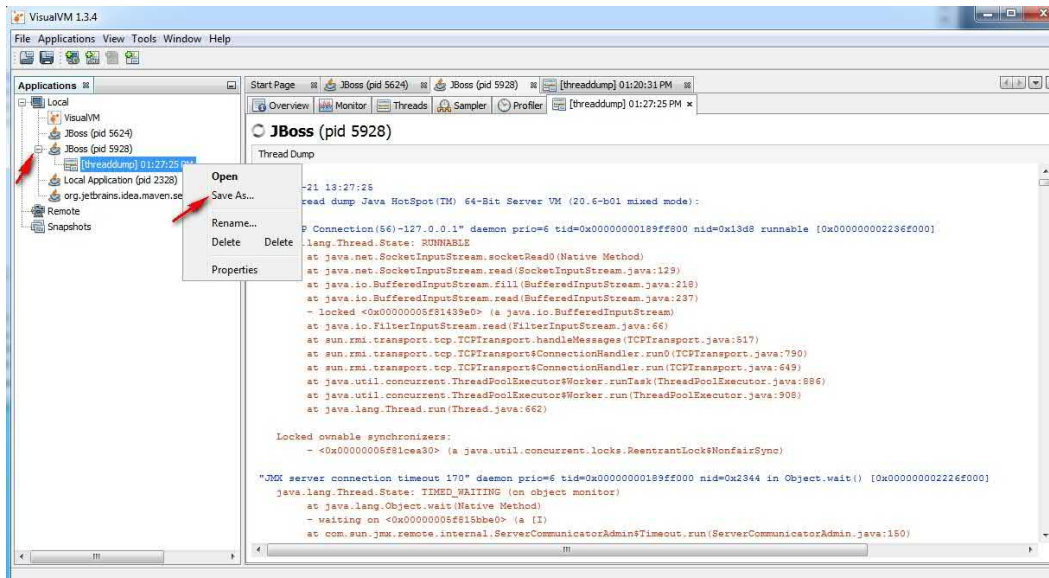 VisualVM 1.3.4
File Applications View Tools Window Help
Applications
Local
VisualVM
JBoss (pid 5624)
JBoss (pid 5928)
[threaddump] 01:27:25 PM
Local Application (pid 2328)
org.jetbrains.idea.maven.se
Remote
Snapshots
Open
Save As...
Rename...
Delete Delete
Properties
Start Page JBoss (pid 5624) JBoss (pid 5928) [threaddump] 01:20:31 PM
Overview Monitor Threads Sampler Profiler [threaddump] 01:27:25 PM
JBoss (pid 5928)
Thread Dump
-21 13:27:25
read dump Java HotSpot(TM) 64-Bit Server VM (20.6-b01 mixed mode):
P Connection(56)-127.0.0.1" daemon prio=6 tid=0x00000000189ff800 nid=0x13d8 runnable [0x000000002236f000]
.lang.Thread.State: RUNNABLE
at java.net.SocketInputStream.socketRead0(Native Method)
at java.net.SocketInputStream.read(SocketInputStream.java:129)
at java.io.BufferedInputStream.fill(BufferedInputStream.java:218)
at java.io.BufferedInputStream.read(BufferedInputStream.java:237)
- locked <0x00000005f81439e0> (a java.io.BufferedInputStream)
at java.io.FilterInputStream.read(FilterInputStream.java:66)
at sun.rmi.transport.tcp.TCPTransport.handleMessages(TCPTransport.java:517)
at sun.rmi.transport.tcp.TCPTransport$ConnectionHandler.run0(TCPTransport.java:790)
at sun.rmi.transport.tcp.TCPTransport$ConnectionHandler.run(TCPTransport.java:649)
at java.util.concurrent.ThreadPoolExecutor$Worker.runTask(ThreadPoolExecutor.java:886)
at java.util.concurrent.ThreadPoolExecutor$Worker.run(ThreadPoolExecutor.java:908)
at java.lang.Thread.run(Thread.java:662)
Locked ownable synchronizers:
- <0x00000005f81cea30> (a java.util.concurrent.locks.ReentrantLock$NonfairSync)
"JMX server connection timeout 170" daemon prio=6 tid=0x00000000189ff000 nid=0x2344 in Object.wait() [0x000000002226f000]
java.lang.Thread.State: TIMED_WAITING (on object monitor)
at java.lang.Object.wait(Native Method)
- waiting on <0x00000005f815bbe0> (a [I)
at com.sun.jmx.remote.internal.ServerCommunicatorAdmin$Timeout.run(ServerCommunicatorAdmin.java:150)